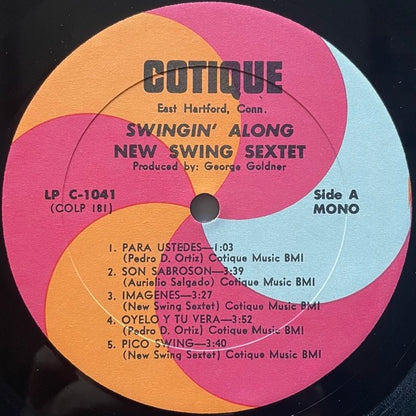 COTIQUE
East Hartford, Conn.
SWINGIN' ALONG
NEW SWING SEXTET
Produced by: George Goldner
LP C-1041
(COLP 181)
Side A
MONO
1. PARA USTEDES—1:03
(Pedro D. Ortiz) Cotique Music BMI
2. SON SABROSON—3:39
(Aurielio Salgado) Cotique Music BMI
3. IMAGENES—3:27
(New Swing Sextet) Cotique Music BMI
4. OYELO Y TU VERA—3:52
(Pedro D. Ortiz) Cotique Music BMI
5. PICO SWING—3:40
(New Swing Sextet) Cotique Music BMI